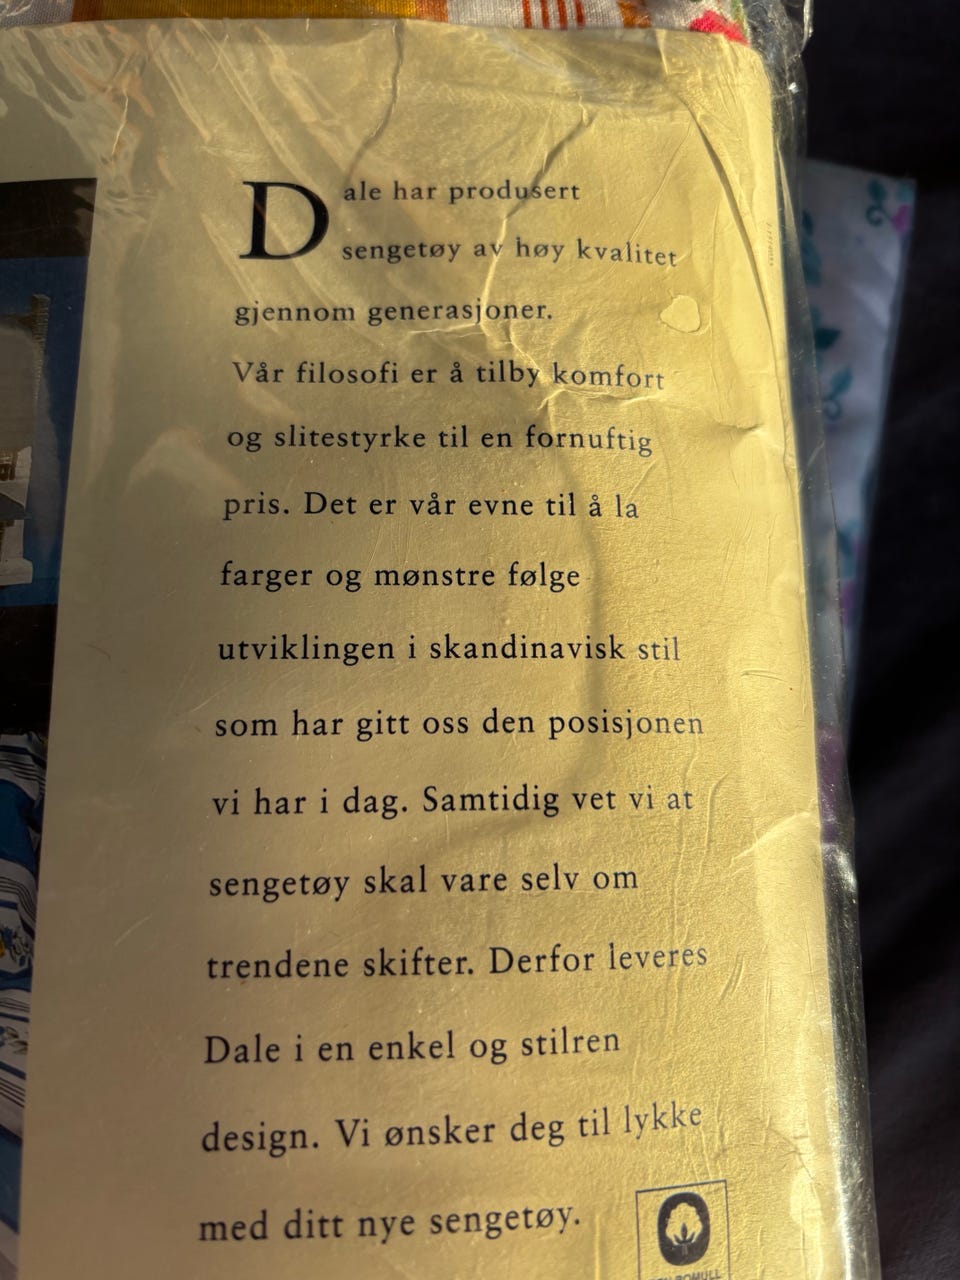 Dale har produsert
sengetøy av høy kvalitet
gjennom generasjoner.
Vår filosofi er å tilby komfort
og slitestyrke til en fornuftig
pris. Det er vår evne til å la
farger og mønstre følge
utviklingen i skandinavisk stil
som har gitt oss den posisjonen
vi har i dag. Samtidig vet vi at
sengetøy skal vare selv om
trendene skifter. Derfor leveres
Dale i en enkel og stilren
design. Vi ønsker deg til lykke
med ditt nye sengetøy.